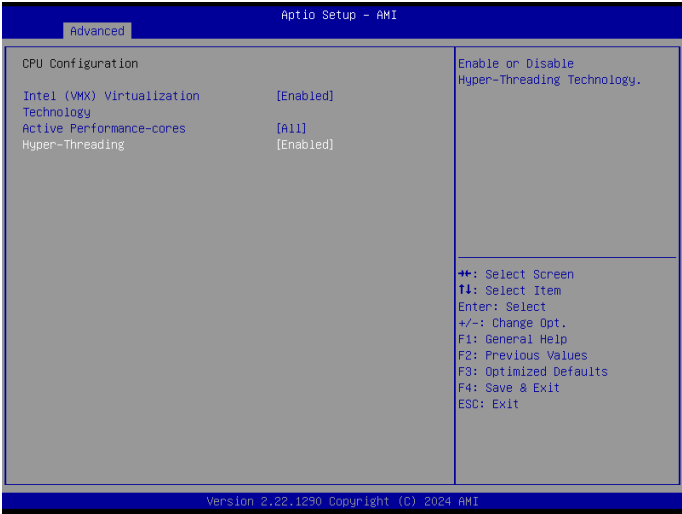 Aptio Setup – AMI
Advanced
CPU Configuration
Intel (VMX) Virtualization Technology [Enabled]
Active Performance-cores [All]
Hyper-Threading [Enabled]
Enable or Disable
Hyper-Threading Technology.
→←: Select Screen
↑↓: Select Item
Enter: Select
+/-: Change Opt.
F1: General Help
F2: Previous Values
F3: Optimized Defaults
F4: Save & Exit
ESC: Exit
Version 2.22.1290 Copyright (C) 2024 AMI